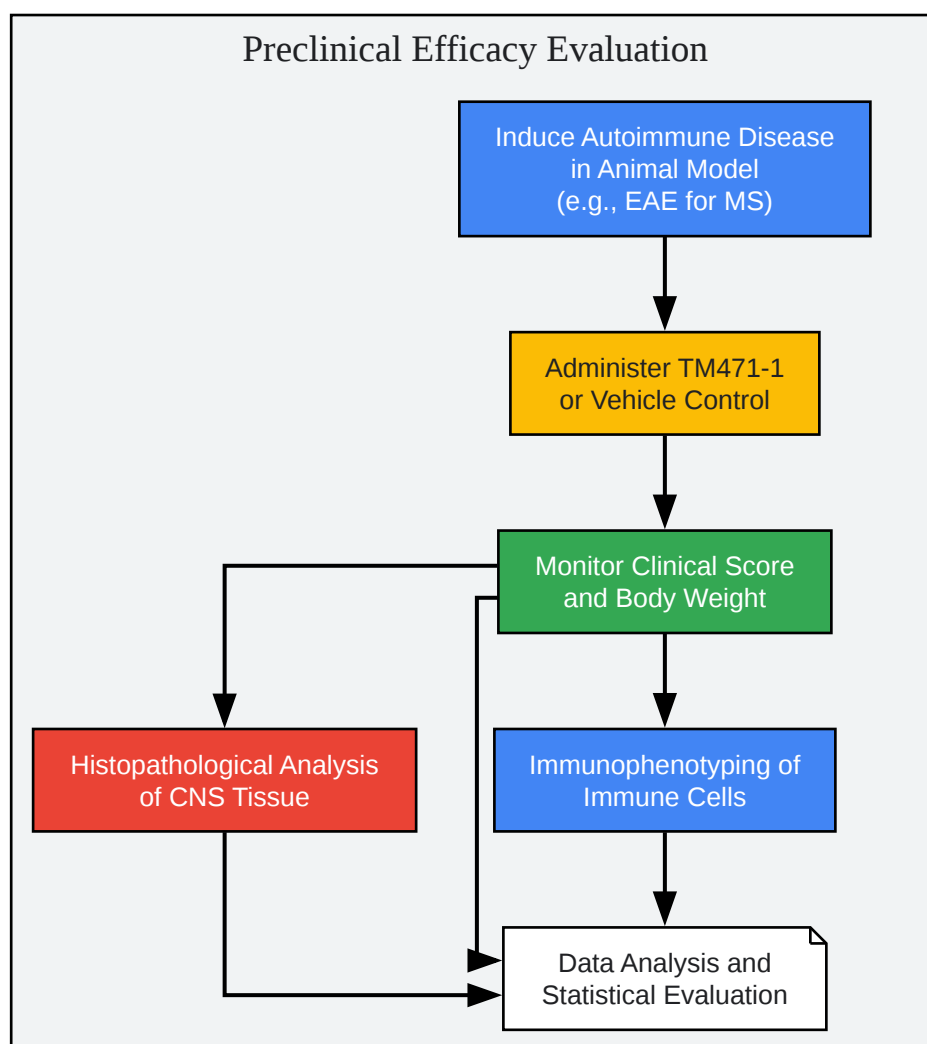 Preclinical Efficacy Evaluation
Induce Autoimmune Disease
in Animal Model
(e.g., EAE for MS)
Administer TM471-1
or Vehicle Control
Monitor Clinical Score
and Body Weight
Histopathological Analysis
of CNS Tissue
Immunophenotyping of
Immune Cells
Data Analysis and
Statistical Evaluation